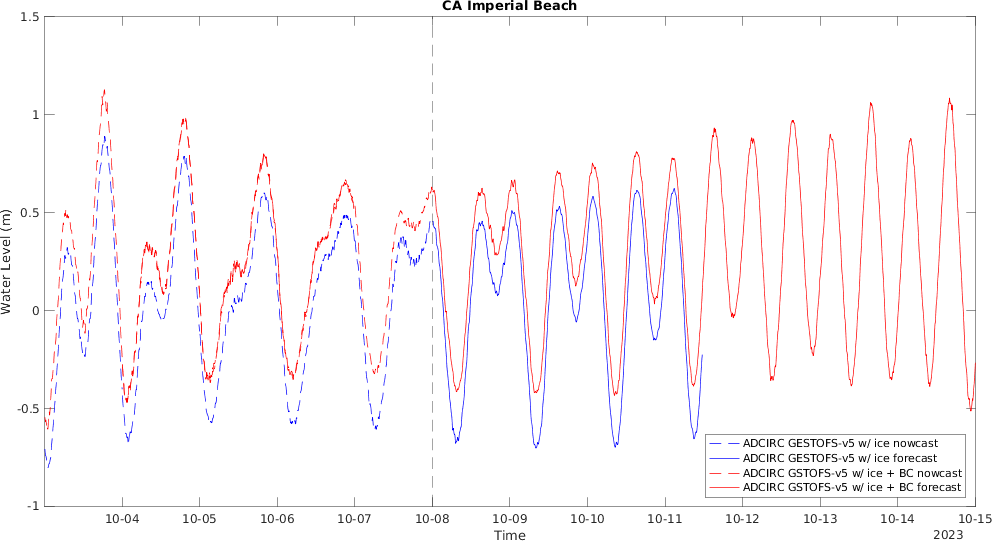 CA Imperial Beach
1.5
1
0.5
0
-0.5
-1
Water Level (m)
10-04
10-05
10-06
10-07
10-08
10-09
10-10
10-11
10-12
10-13
10-14
10-15
Time
2023
ADCIRC GESTOFS-v5 w/ ice nowcast
ADCIRC GESTOFS-v5 w/ ice forecast
ADCIRC GSTOFS-v5 w/ ice + BC nowcast
ADCIRC GSTOFS-v5 w/ ice + BC forecast